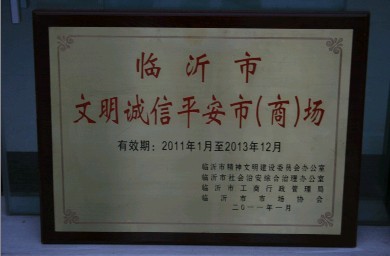 临沂市
文明诚信平安市(商)场
有效期：2011年1月至2013年12月
临沂市精神文明建设委员会办公室
临沂市社会治安综合治理办公室
临沂市工商行政管理局
临沂市市场协会
二〇一一年一月